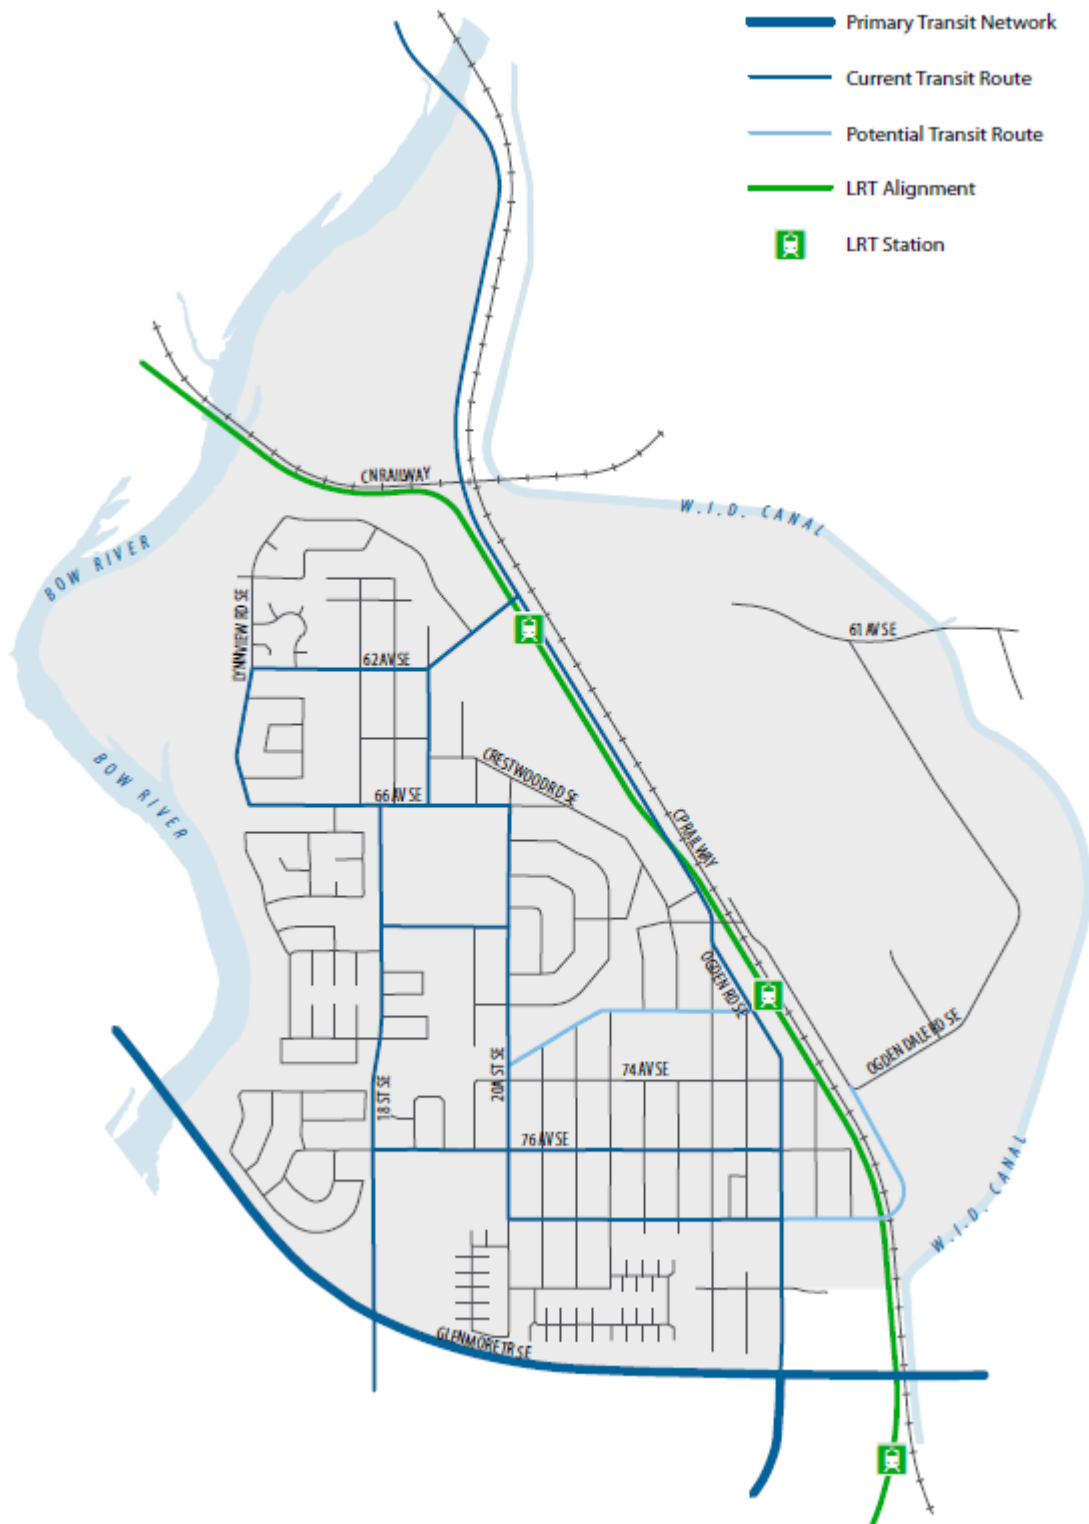 Primary Transit Network
Current Transit Route
Potential Transit Route
LRT Alignment
LRT Station
CN RAILWAY
W.I.D. CANAL
BOW RIVER
LYNNVIEW RD SE
62 AV SE
61 AV SE
BOW RIVER
CRESTWOOD RD SE
66 AV SE
CP RAILWAY
OGDEN RD SE
OGDEN DALE RD SE
20A ST SE
74 AV SE
18 ST SE
76 AV SE
W.I.D. CANAL
GLENMORE TR SE